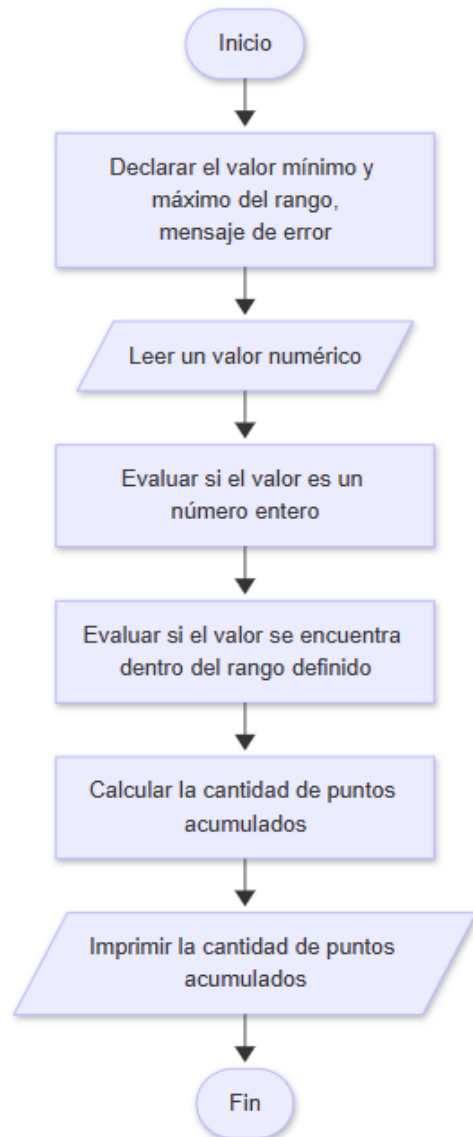 Inicio
Declarar el valor mínimo y
máximo del rango,
mensaje de error
Leer un valor numérico
Evaluar si el valor es un
número entero
Evaluar si el valor se encuentra
dentro del rango definido
Calcular la cantidad de puntos
acumulados
Imprimir la cantidad de puntos
acumulados
Fin